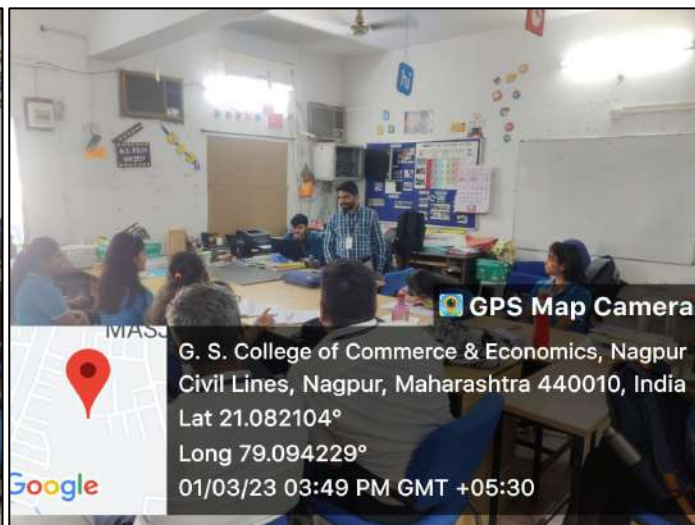 hi
GPS Map Camera
MASJ
G. S. College of Commerce & Economics, Nagpur
Civil Lines, Nagpur, Maharashtra 440010, India
Lat 21.082104°
Long 79.094229°
01/03/23 03:49 PM GMT +05:30
Google